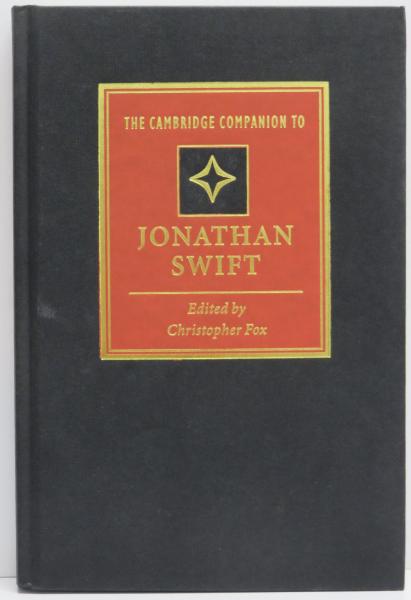 THE CAMBRIDGE COMPANION TO
JONATHAN
SWIFT
Edited by
Christopher Fox